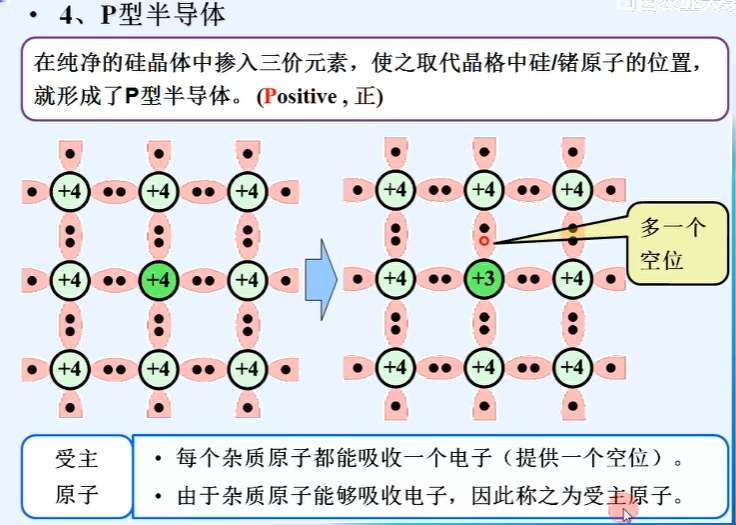 · 4、P型半导体
在纯净的硅晶体中掺入三价元素，使之取代晶格中硅/锗原子的位置，
就形成了P型半导体。(Positive , 正)
+4 +4 +4 +4 +4 +4
多一个
空位
+4 +4 +4 +4 +3 +4
+4 +4 +4 +4 +4 +4
受主
原子
· 每个杂质原子都能吸收一个电子（提供一个空位）。
· 由于杂质原子能够吸收电子，因此称之为受主原子。